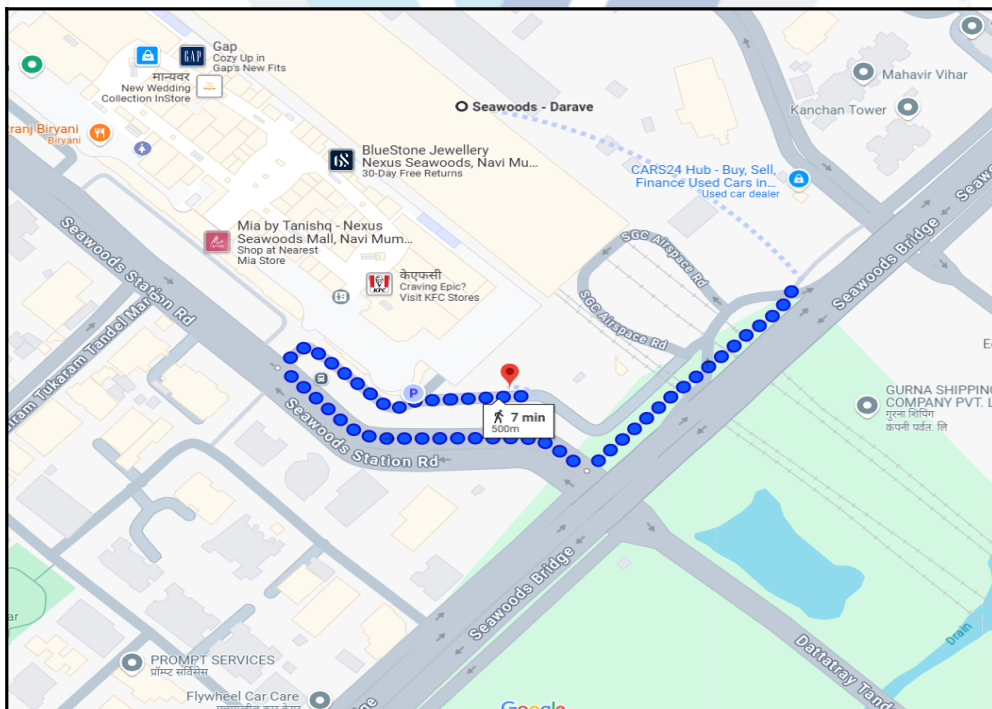 Gap
Cozy Up in
Gap's New Fits
मान्यवर
New Wedding
Collection InStore
Mahavir Vihar
Kanchan Tower
Seawoods - Darave
ranj Biryani
Biryani
BlueStone Jewellery
Nexus Seawoods, Navi Mu...
30-Day Free Returns
CARS24 Hub - Buy, Sell,
Finance Used Cars in...
Used car dealer
Mia by Tanishq - Nexus
Seawoods Mall, Navi Mum...
Shop at Nearest
Mia Store
Seawoods Station Rd
SGC Airspace Rd
Seawoods Bridge
केएफसी
Craving Epic?
Visit KFC Stores
SGC Airspace Rd
ram Tukaram Tandel Marg
P
7 min
500m
GURNA SHIPPING
COMPANY PVT. L
गुरना शिपिंग
कंपनी पर्वत. लि
Seawoods Station Rd
Seawoods Bridge
Drain
Dattatray Tand
PROMPT SERVICES
प्रॉम्प्ट सर्विसेस
Flywheel Car Care
Google